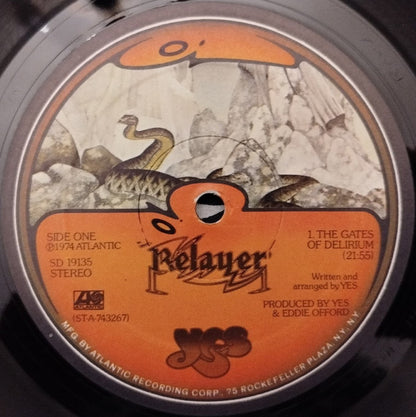 SIDE ONE
℗1974 ATLANTIC
SD 19135
STEREO
ATLANTIC
(ST-A-743267)
Relayer
1. THE GATES
OF DELIRIUM
(21:55)
Written and
arranged by YES
PRODUCED BY YES
& EDDIE OFFORD
YES
MFG. BY ATLANTIC RECORDING CORP., 75 ROCKEFELLER PLAZA, N.Y., N.Y.